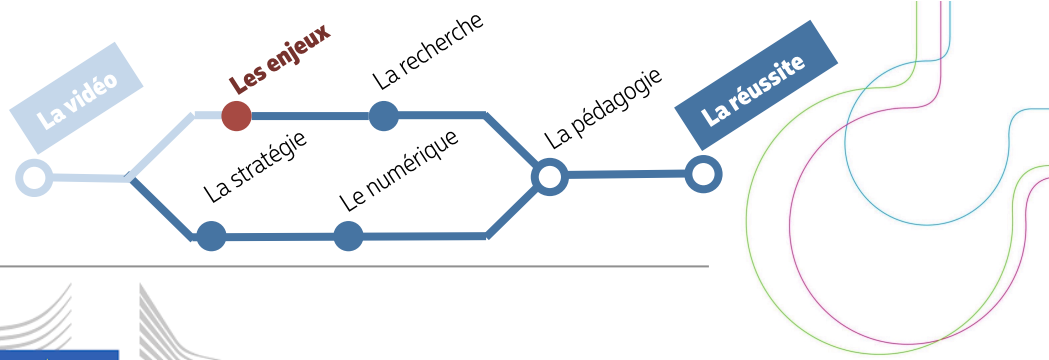 La vidéo
Les enjeux
La recherche
La stratégie
Le numérique
La pédagogie
La réussite